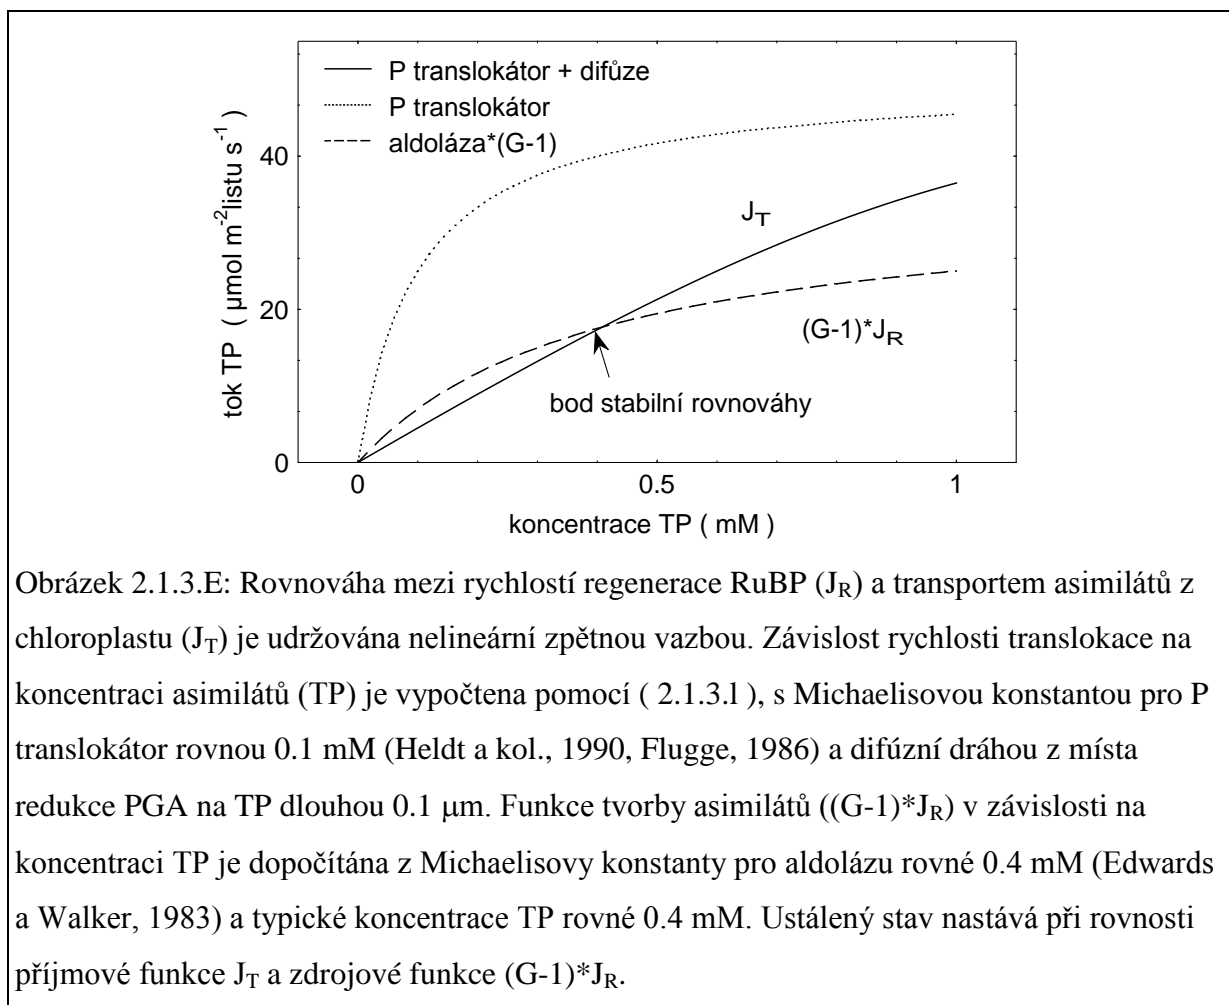 P translokátor + difůze
P translokátor
aldoláza*(G-1)
tok TP ( μmol m⁻²listu s⁻¹ )
40
20
0
J_T
(G-1)*J_R
bod stabilní rovnováhy
0
0.5
1
koncentrace TP ( mM )
Obrázek 2.1.3.E: Rovnováha mezi rychlostí regenerace RuBP (J_R) a transportem asimilátů z
chloroplastu (J_T) je udržována nelineární zpětnou vazbou. Závislost rychlosti translokace na
koncentraci asimilátů (TP) je vypočtena pomocí ( 2.1.3.l ), s Michaelisovou konstantou pro P
translokátor rovnou 0.1 mM (Heldt a kol., 1990, Flugge, 1986) a difúzní dráhou z místa
redukce PGA na TP dlouhou 0.1 μm. Funkce tvorby asimilátů ((G-1)*J_R) v závislosti na
koncentraci TP je dopočítána z Michaelisovy konstanty pro aldolázu rovné 0.4 mM (Edwards
a Walker, 1983) a typické koncentrace TP rovné 0.4 mM. Ustálený stav nastává při rovnosti
příjmové funkce J_T a zdrojové funkce (G-1)*J_R.